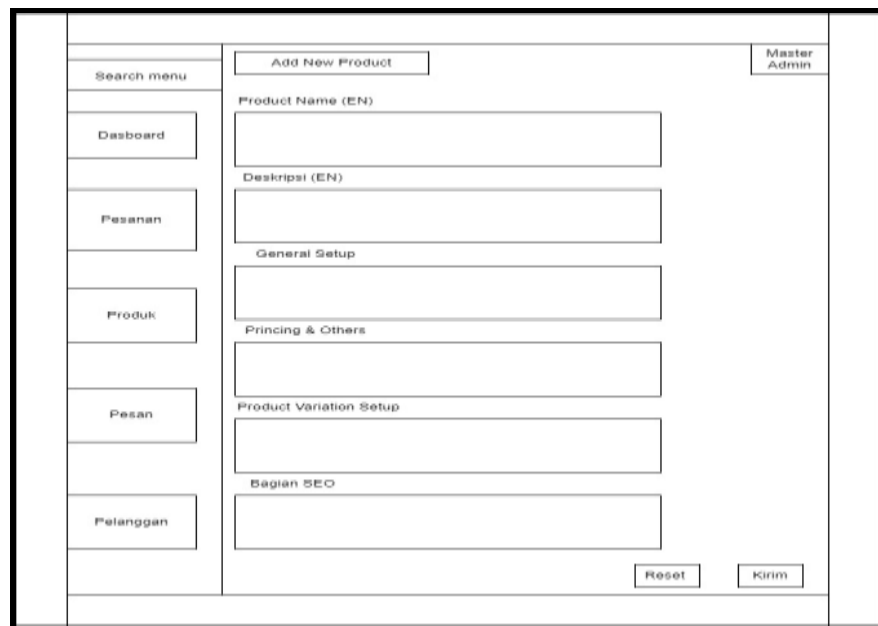 Search menu
Dasboard
Pesanan
Produk
Pesan
Pelanggan
Add New Product
Master
Admin
Product Name (EN)
Deskripsi (EN)
General Setup
Princing & Others
Product Variation Setup
Bagian SEO
Reset
Kirim